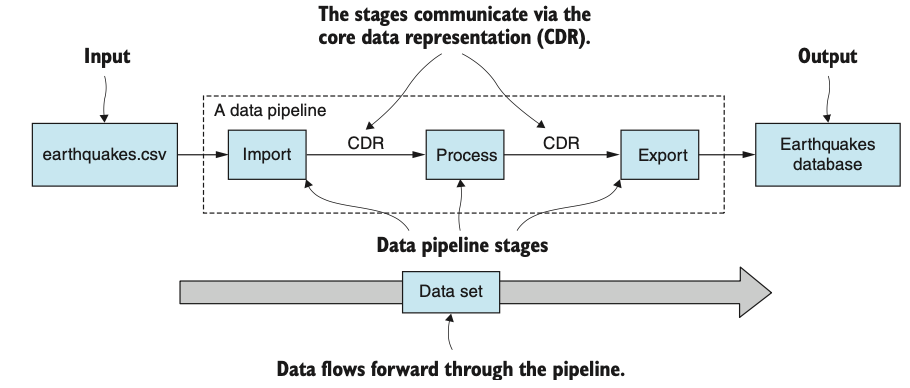 The stages communicate via the
core data representation (CDR).
Input
Output
A data pipeline
earthquakes.csv
Import
CDR
Process
CDR
Export
Earthquakes
database
Data pipeline stages
Data set
Data flows forward through the pipeline.